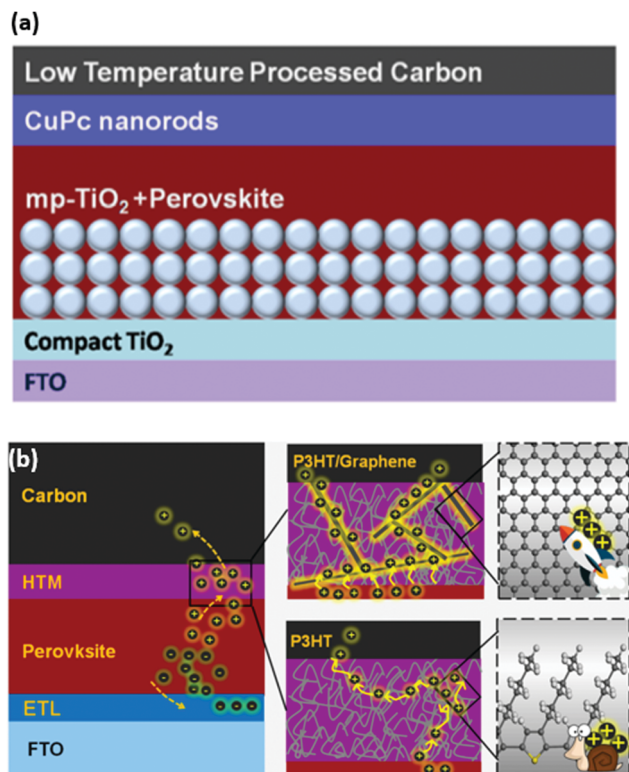 (a)
Low Temperature Processed Carbon
CuPc nanorods
mp-TiO₂+Perovskite
Compact TiO₂
FTO
(b)
Carbon
HTM
Perovksite
ETL
FTO
P3HT/Graphene
P3HT